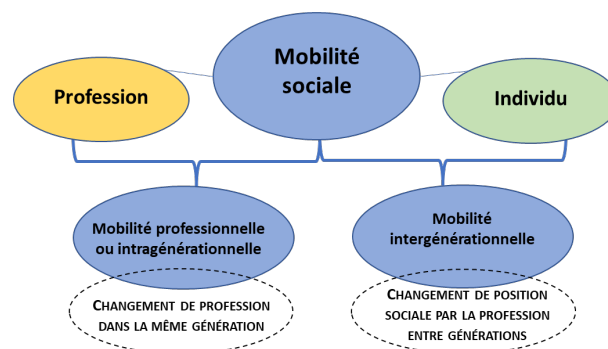 Mobilité
sociale
Profession
Individu
Mobilité professionnelle
ou intragénérationnelle
Mobilité
intergénérationnelle
CHANGEMENT DE PROFESSION
DANS LA MÊME GÉNÉRATION
CHANGEMENT DE POSITION
SOCIALE PAR LA PROFESSION
ENTRE GÉNÉRATIONS